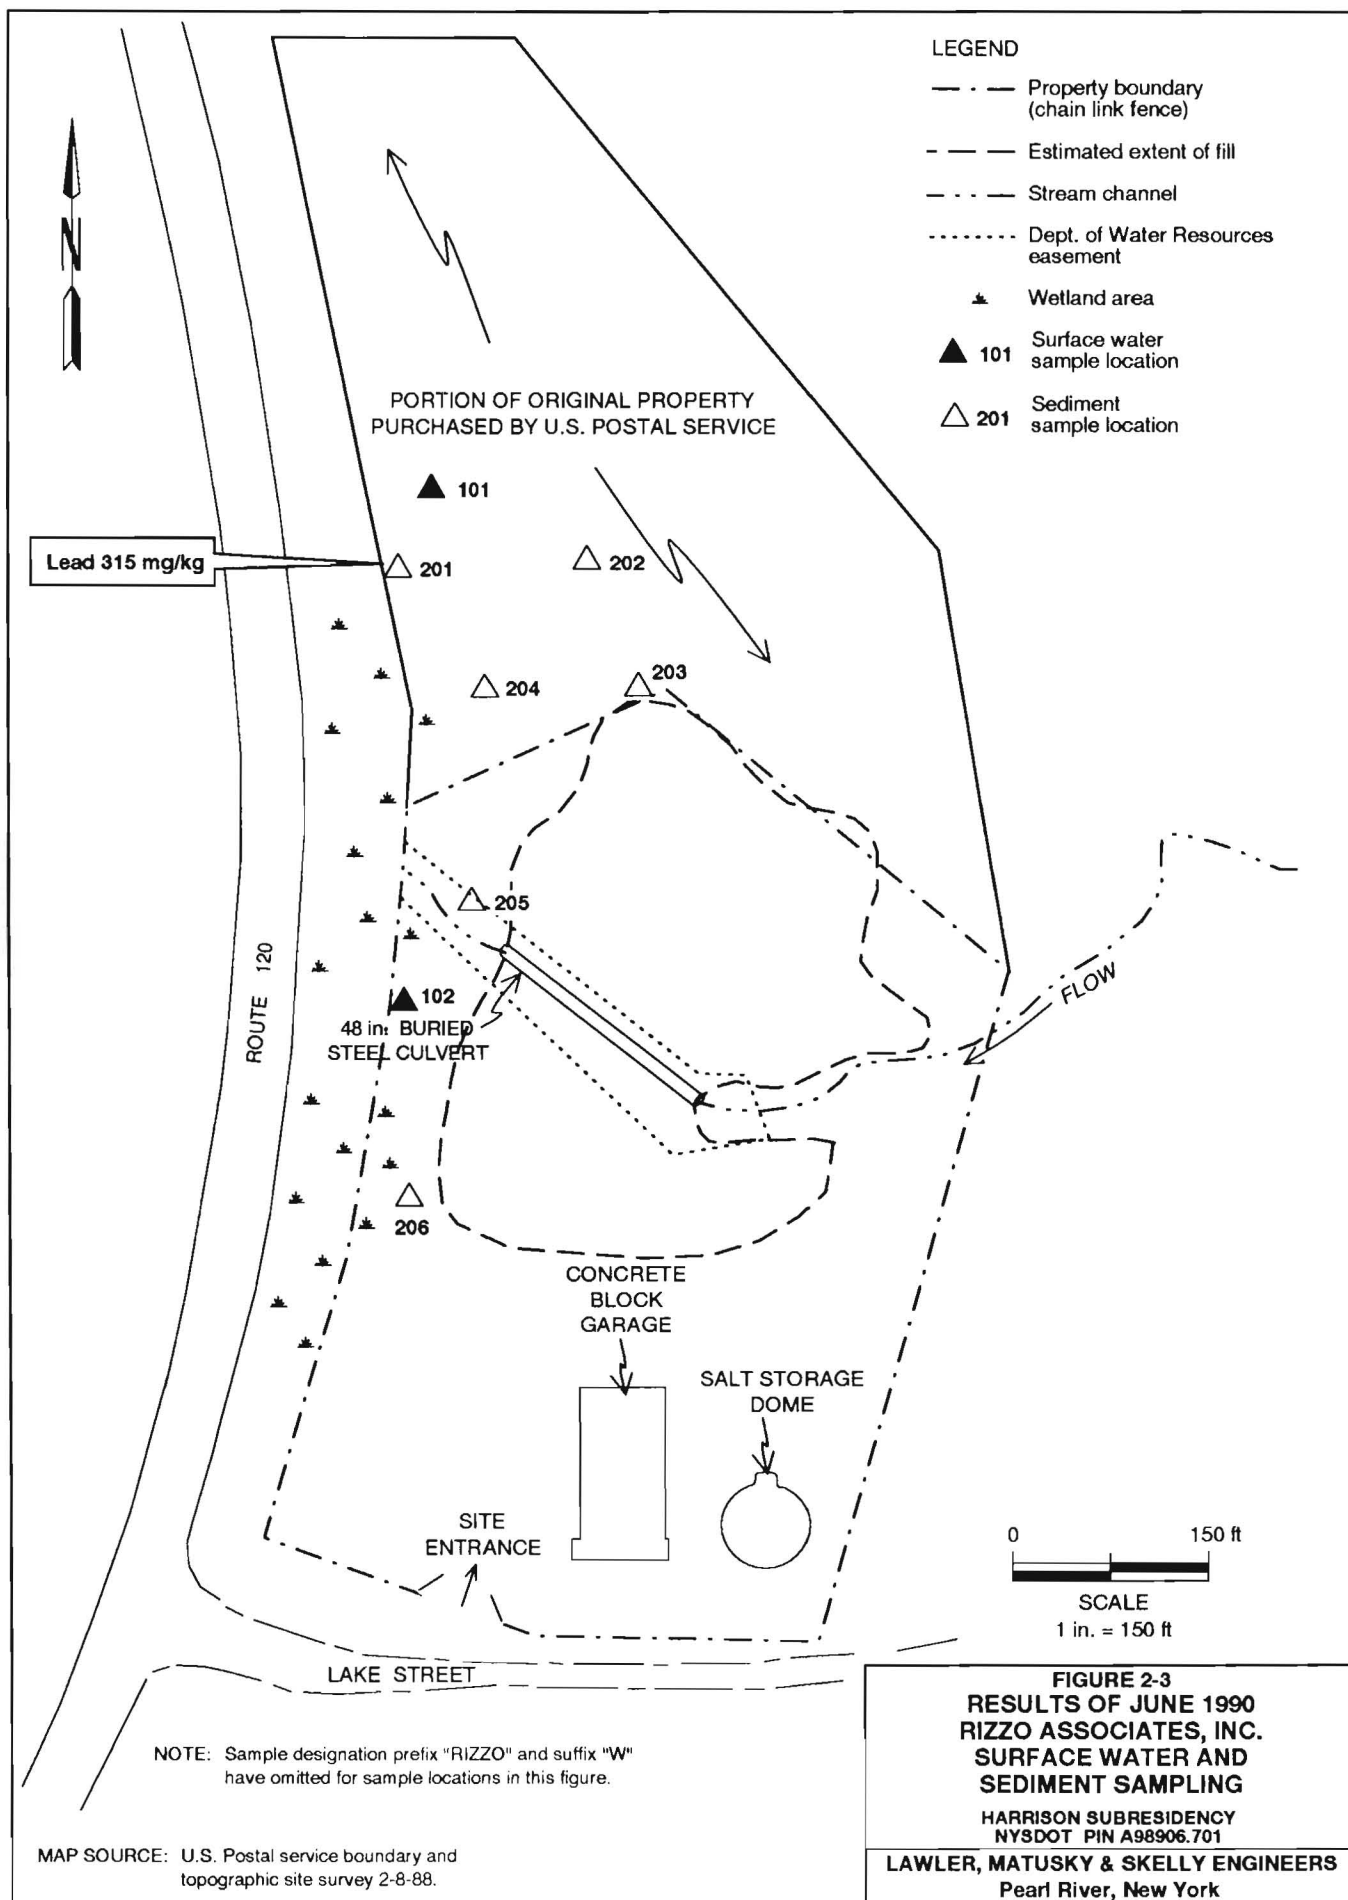 LEGEND
Property boundary
(chain link fence)
Estimated extent of fill
Stream channel
Dept. of Water Resources
easement
Wetland area
101 Surface water
sample location
201 Sediment
sample location
N
PORTION OF ORIGINAL PROPERTY
PURCHASED BY U.S. POSTAL SERVICE
101
Lead 315 mg/kg
201
202
204
203
205
102
48 in. BURIED
STEEL CULVERT
FLOW
ROUTE 120
206
CONCRETE
BLOCK
GARAGE
SALT STORAGE
DOME
SITE
ENTRANCE
0 150 ft
SCALE
1 in. = 150 ft
LAKE STREET
NOTE: Sample designation prefix "RIZZO" and suffix "W"
have omitted for sample locations in this figure.
MAP SOURCE: U.S. Postal service boundary and
topographic site survey 2-8-88.
FIGURE 2-3
RESULTS OF JUNE 1990
RIZZO ASSOCIATES, INC.
SURFACE WATER AND
SEDIMENT SAMPLING
HARRISON SUBRESIDENCY
NYSDOT PIN A98906.701
LAWLER, MATUSKY & SKELLY ENGINEERS
Pearl River, New York